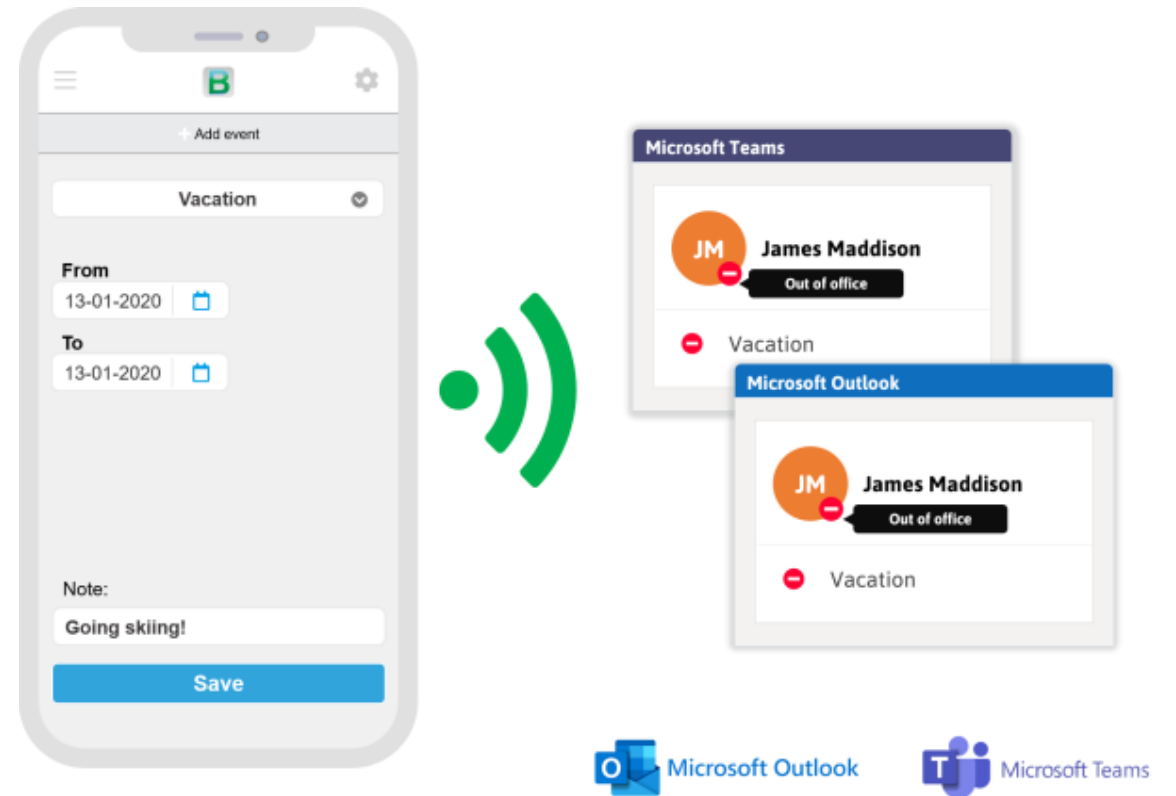 B
Add event
Vacation
From
13-01-2020
To
13-01-2020
Note:
Going skiing!
Save
Microsoft Teams
JM
James Maddison
Out of office
Vacation
Microsoft Outlook
JM
James Maddison
Out of office
Vacation
O Microsoft Outlook
T Microsoft Teams